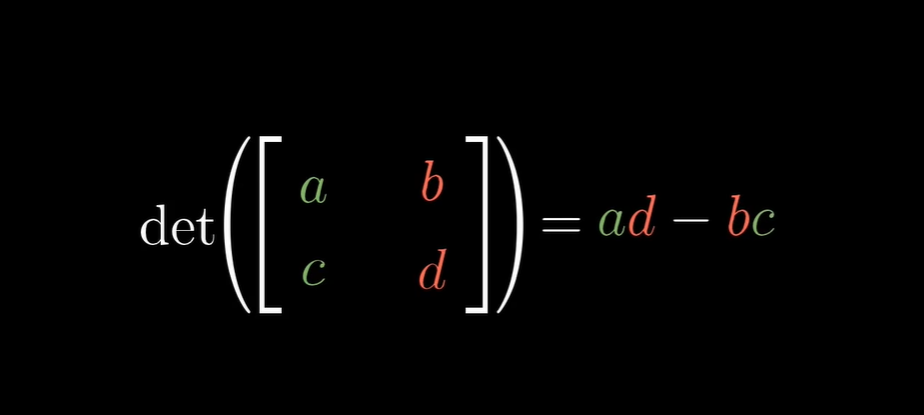 det([a b
c d]) = ad − bc